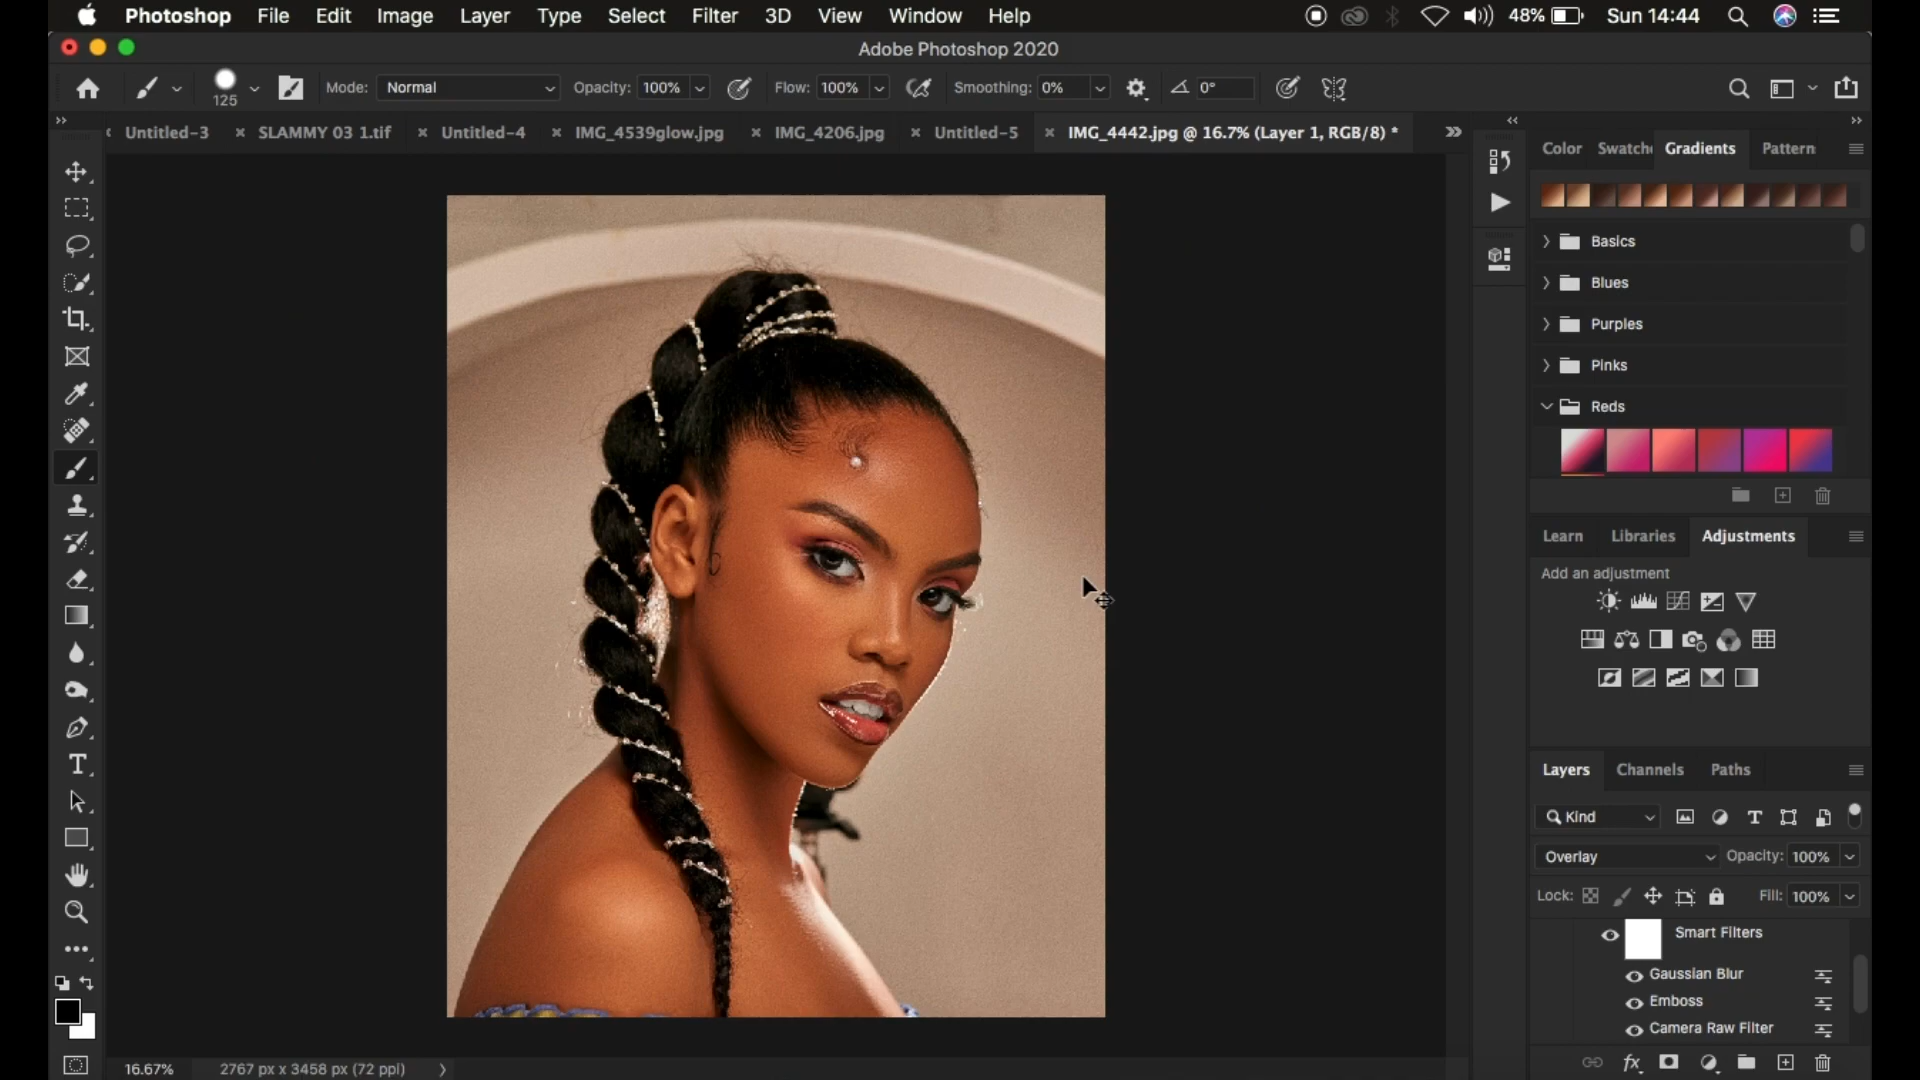 Photoshop File Edit Image Layer Type Select Filter 3D View Window Help 48% Sun 14:44
Adobe Photoshop 2020
125 Mode: Normal Opacity: 100% Flow: 100% Smoothing: 0% 0°
Untitled-3 × SLAMMY 03 1.tif × Untitled-4 × IMG_4539glow.jpg × IMG_4206.jpg × Untitled-5 × IMG_4442.jpg @ 16.7% (Layer 1, RGB/8) *
Color Swatche Gradients Pattern
Basics
Blues
Purples
Pinks
Reds
Learn Libraries Adjustments
Add an adjustment
Layers Channels Paths
Kind
Overlay Opacity: 100%
Lock: Fill: 100%
Smart Filters
Gaussian Blur
Emboss
Camera Raw Filter
fx
16.67% 2767 px x 3458 px (72 ppi)